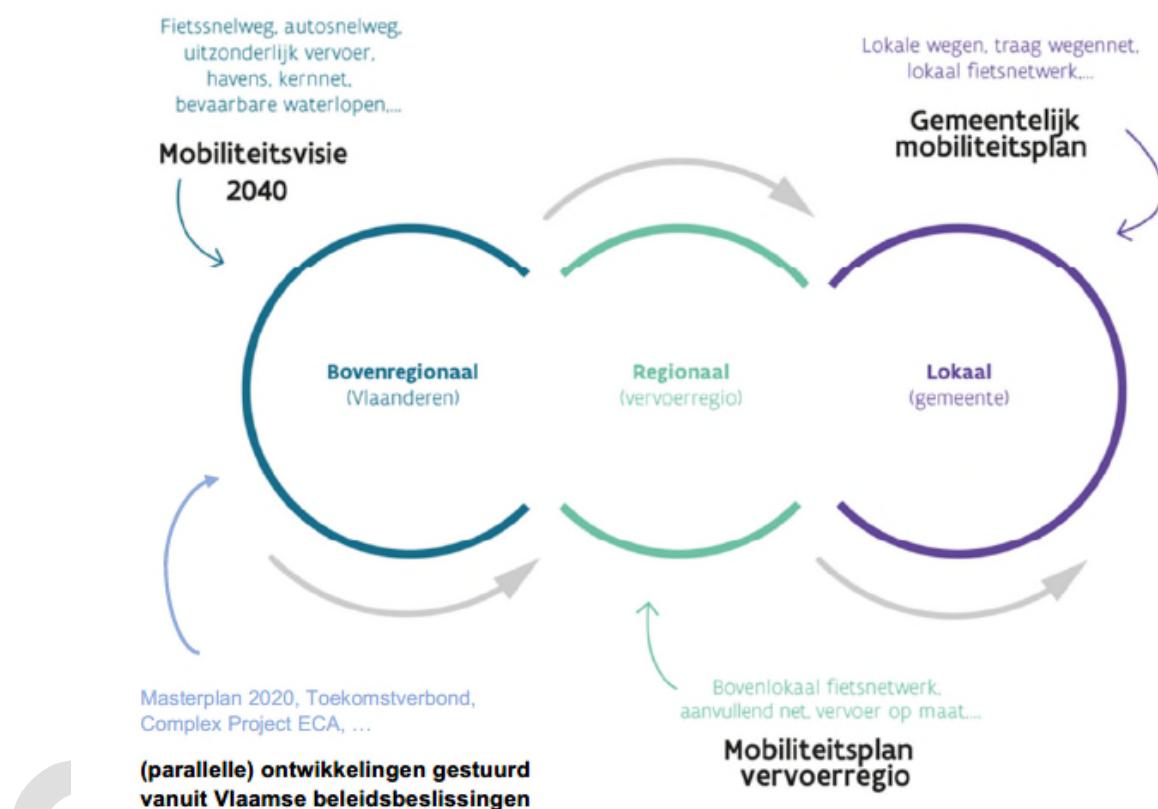 Fietssnelweg, autosnelweg,
uitzonderlijk vervoer,
havens, kernnet,
bevaarbare waterlopen,...
Mobiliteitsvisie
2040
Lokale wegen, traag wegennet,
lokaal fietsnetwerk,...
Gemeentelijk
mobiliteitsplan
Bovenregionaal
(Vlaanderen)
Regionaal
(vervoerregio)
Lokaal
(gemeente)
Masterplan 2020, Toekomstverbond,
Complex Project ECA, …
(parallelle) ontwikkelingen gestuurd
vanuit Vlaamse beleidsbeslissingen
Bovenlokaal fietsnetwerk,
aanvullend net, vervoer op maat,...
Mobiliteitsplan
vervoerregio